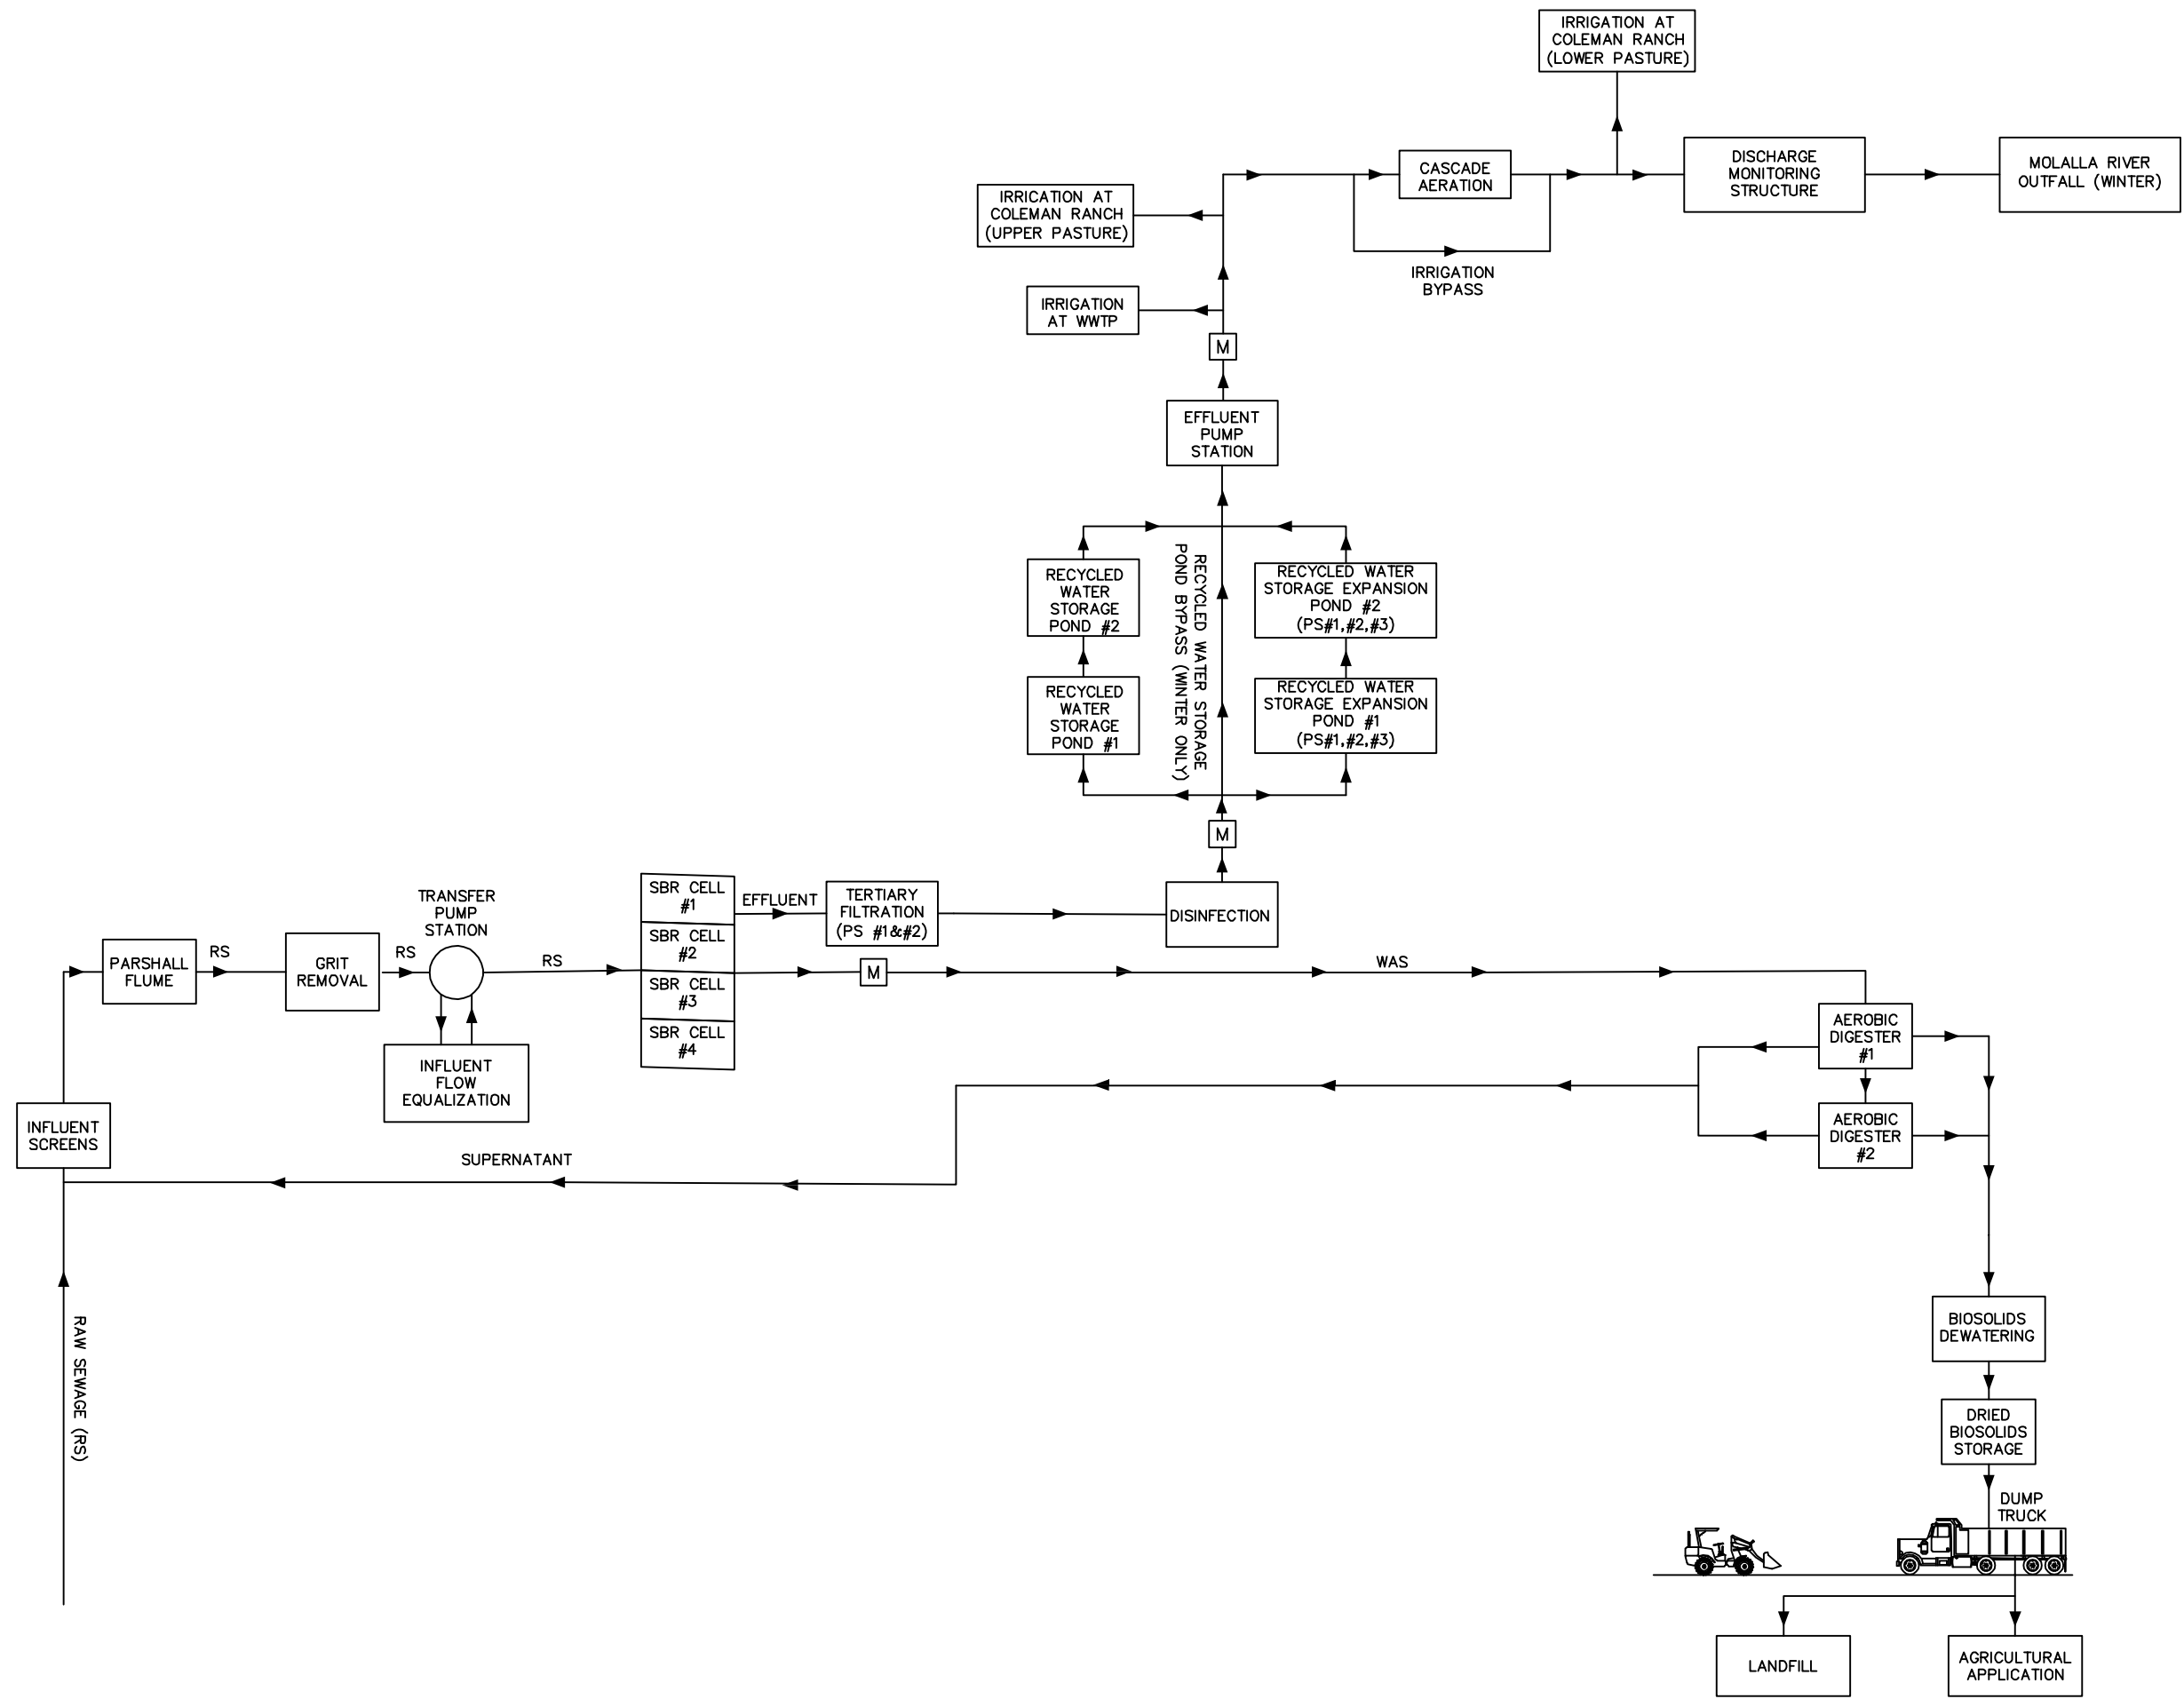 IRRIGATION AT
COLEMAN RANCH
(LOWER PASTURE)
DISCHARGE
MONITORING
STRUCTURE
MOLALLA RIVER
OUTFALL (WINTER)
CASCADE
AERATION
IRRIGATION
BYPASS
IRRICATION AT
COLEMAN RANCH
(UPPER PASTURE)
IRRIGATION
AT WWTP
M
EFFLUENT
PUMP
STATION
RECYCLED
WATER
STORAGE
POND #2
RECYCLED WATER STORAGE
POND BYPASS (WINTER ONLY)
RECYCLED WATER
STORAGE EXPANSION
POND #2
(PS#1,#2,#3)
RECYCLED
WATER
STORAGE
POND #1
RECYCLED WATER
STORAGE EXPANSION
POND #1
(PS#1,#2,#3)
M
TRANSFER
PUMP
STATION
SBR CELL
#1
EFFLUENT
TERTIARY
FILTRATION
(PS #1&#2)
DISINFECTION
PARSHALL
FLUME
RS
GRIT
REMOVAL
RS
RS
SBR CELL
#2
SBR CELL
#3
SBR CELL
#4
M
WAS
INFLUENT
FLOW
EQUALIZATION
AEROBIC
DIGESTER
#1
AEROBIC
DIGESTER
#2
INFLUENT
SCREENS
SUPERNATANT
RAW SEWAGE (RS)
BIOSOLIDS
DEWATERING
DRIED
BIOSOLIDS
STORAGE
DUMP
TRUCK
LANDFILL
AGRICULTURAL
APPLICATION